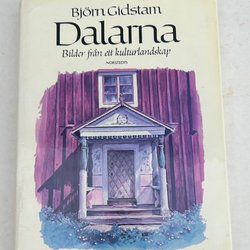 Björn Gidstam
Dalarna
Bilder från ett kulturlandskap
NORSTEDTS